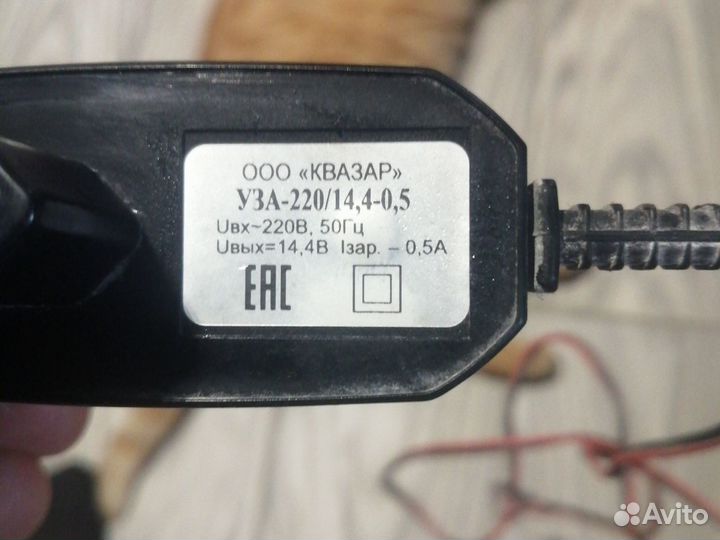 ООО «КВАЗАР»
УЗА-220/14,4-0,5
Uвх~220В, 50Гц
Uвых=14,4В Iзар. – 0,5А
ЕАС
Avito